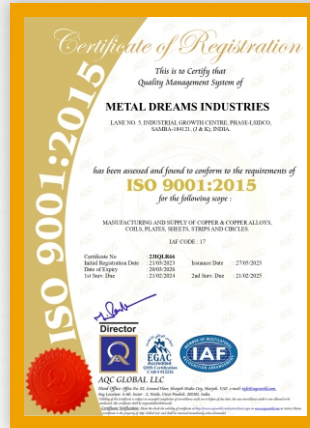 Certificate of Registration
This is to Certify that
Quality Management System of
METAL DREAMS INDUSTRIES
LANE NO. 5, INDUSTRIAL GROWTH CENTRE, PHASE-I,SIDCO,
SAMBA-184121, (J & K), INDIA.
has been assessed and found to conform to the requirements of
ISO 9001:2015
for the following scope :
MANUFACTURING AND SUPPLY OF COPPER & COPPER ALLOYS,
COILS, PLATES, SHEETS, STRIPS AND CIRCLES.
IAF CODE : 17
Certificate No : 23IQLR66
Initial Registration Date : 21/03/2023 Issuance Date : 27/05/2023
Date of Expiry : 20/03/2026
1st Surv. Due : 21/02/2024 2nd Surv. Due : 21/02/2025
ISO 9001:2015
Director
EGAC
Accredited
QMS Certification
IAF
AQC GLOBAL LLC